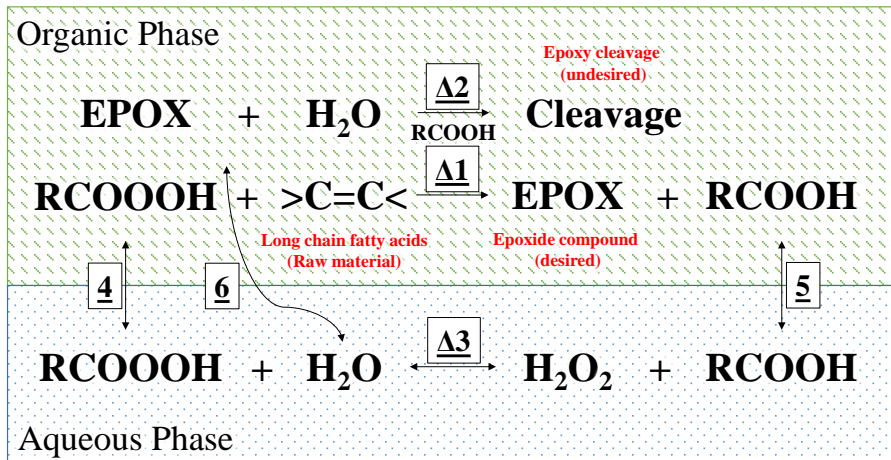 Organic Phase
Epoxy cleavage
(undesired)
Δ2
EPOX + H₂O Cleavage
RCOOH
Δ1
RCOOOH + >C=C< EPOX + RCOOH
Long chain fatty acids
(Raw material)
Epoxide compound
(desired)
4 6 5
Δ3
RCOOOH + H₂O H₂O₂ + RCOOH
Aqueous Phase